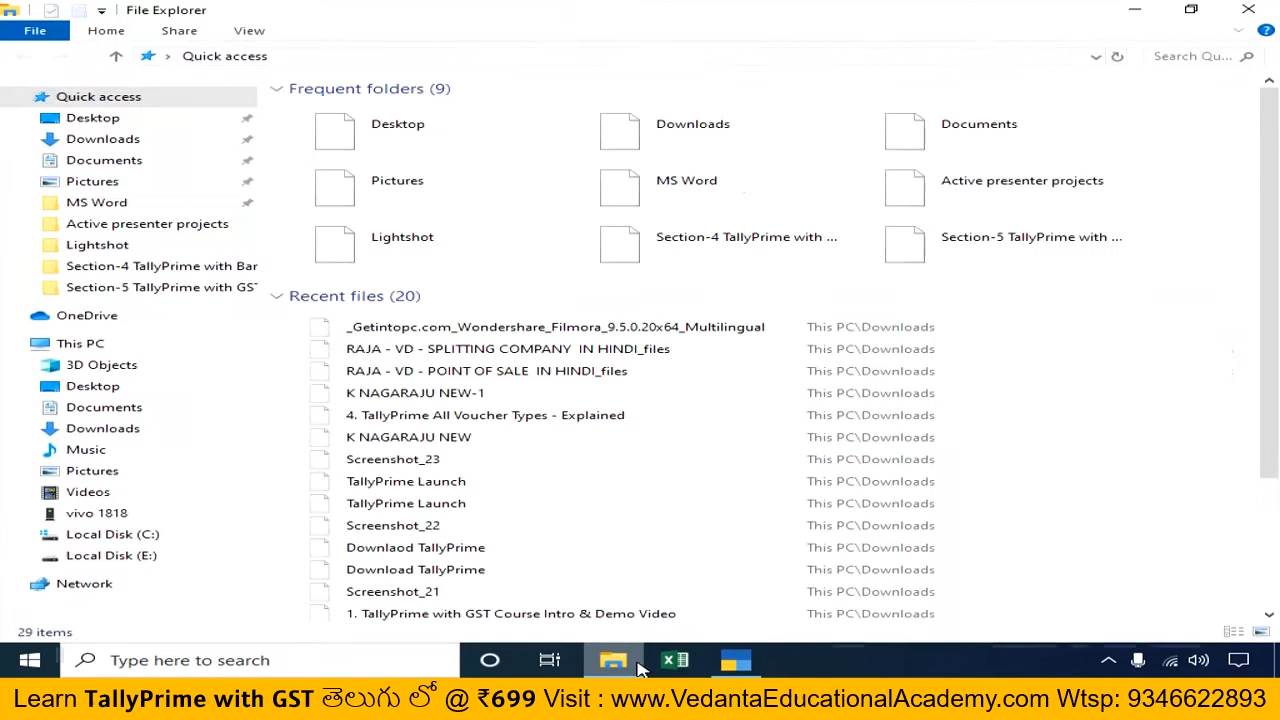 File Explorer
File Home Share View
Quick access Search Qu...
Quick access
Desktop
Downloads
Documents
Pictures
MS Word
Active presenter projects
Lightshot
Section-4 TallyPrime with Bar
Section-5 TallyPrime with GST
OneDrive
This PC
3D Objects
Desktop
Documents
Downloads
Music
Pictures
Videos
vivo 1818
Local Disk (C:)
Local Disk (E:)
Network
Frequent folders (9)
Desktop Downloads Documents
Pictures MS Word Active presenter projects
Lightshot Section-4 TallyPrime with ... Section-5 TallyPrime with ...
Recent files (20)
_Getintopc.com_Wondershare_Filmora_9.5.0.20x64_Multilingual This PC\Downloads
RAJA - VD - SPLITTING COMPANY IN HINDI_files This PC\Downloads
RAJA - VD - POINT OF SALE IN HINDI_files This PC\Downloads
K NAGARAJU NEW-1 This PC\Downloads
4. TallyPrime All Voucher Types - Explained This PC\Downloads
K NAGARAJU NEW This PC\Downloads
Screenshot_23 This PC\Downloads
TallyPrime Launch This PC\Downloads
TallyPrime Launch This PC\Downloads
Screenshot_22 This PC\Downloads
Downlaod TallyPrime This PC\Downloads
Download TallyPrime This PC\Downloads
Screenshot_21 This PC\Downloads
1. TallyPrime with GST Course Intro & Demo Video This PC\Downloads
29 items
Type here to search
Learn TallyPrime with GST తెలుగు లో @ ₹699 Visit : www.VedantaEducationalAcademy.com Wtsp: 9346622893